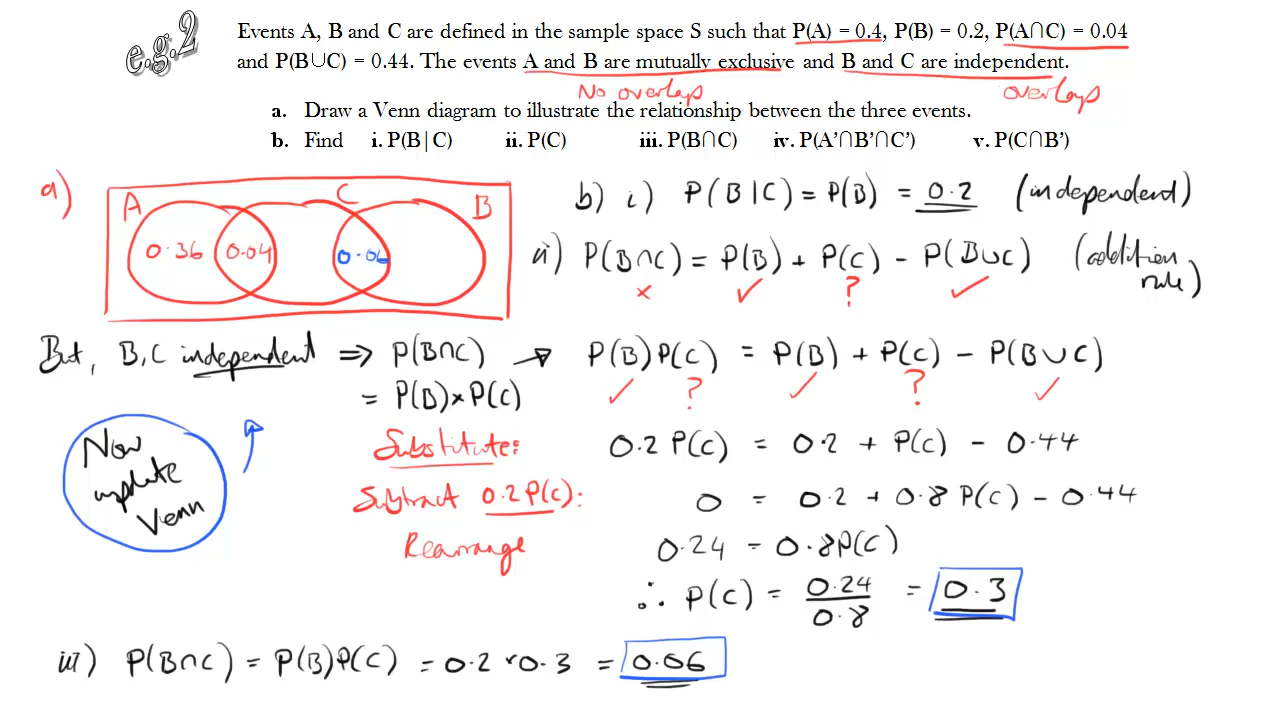 e.g.2
Events A, B and C are defined in the sample space S such that P(A) = 0.4, P(B) = 0.2, P(A∩C) = 0.04
and P(B∪C) = 0.44. The events A and B are mutually exclusive and B and C are independent.
No overlap overlaps
a. Draw a Venn diagram to illustrate the relationship between the three events.
b. Find i. P(B|C) ii. P(C) iii. P(B∩C) iv. P(A'∩B'∩C') v. P(C∩B')
a)
A C B
0.36 0.04 0.06
b) i) P(B|C) = P(B) = 0.2 (independent)
ii) P(B∩C) = P(B) + P(C) - P(B∪C) (addition rule)
× ✓ ? ✓
But, B,C independent ⇒ P(B∩C) → P(B)P(C) = P(B) + P(C) - P(B∪C)
= P(B)×P(C) ✓ ? ✓ ? ✓
Substitute: 0.2 P(C) = 0.2 + P(C) - 0.44
Subtract 0.2P(C): 0 = 0.2 + 0.8 P(C) - 0.44
Rearrange 0.24 = 0.8P(C)
∴ P(C) = 0.24/0.8 = 0.3
Now
update
Venn
iii) P(B∩C) = P(B)P(C) = 0.2 × 0.3 = 0.06